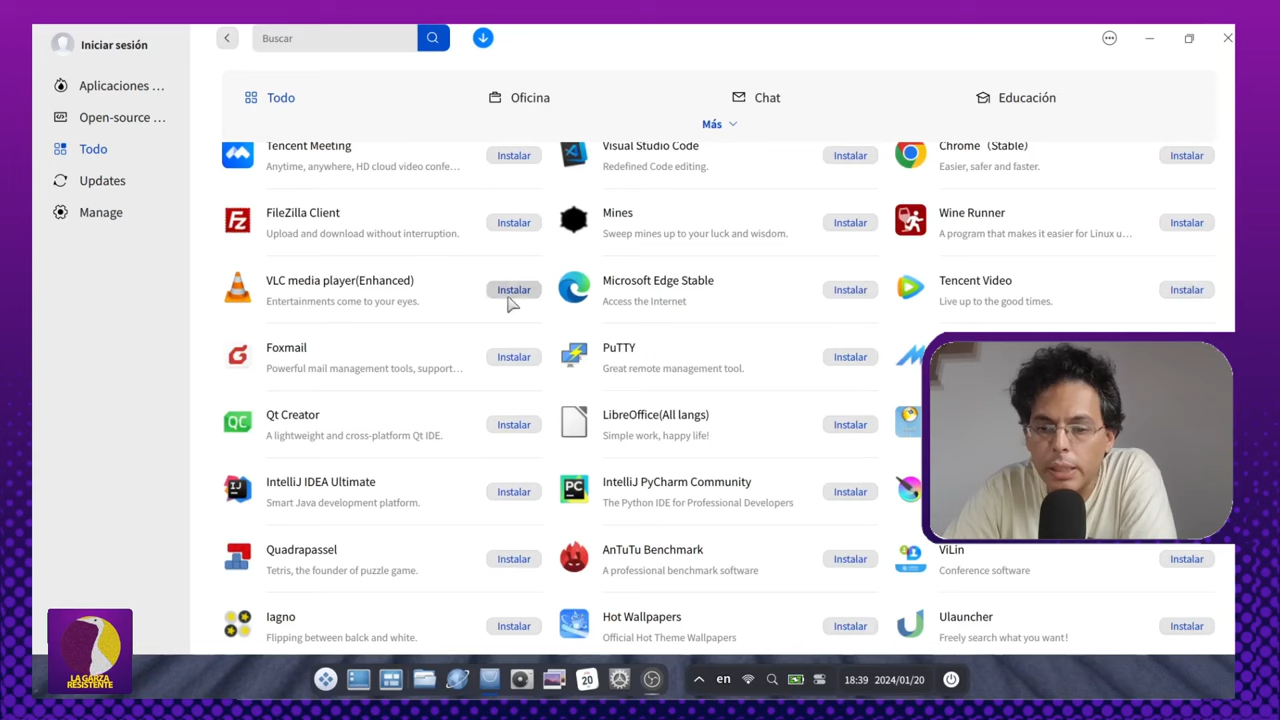 Iniciar sesión
Buscar
Aplicaciones ...
Open-source ...
Todo
Updates
Manage
Todo
Oficina
Chat
Educación
Más
Tencent Meeting
Anytime, anywhere, HD cloud video confe...
Instalar
Visual Studio Code
Redefined Code editing.
Instalar
Chrome（Stable）
Easier, safer and faster.
Instalar
FileZilla Client
Upload and download without interruption.
Instalar
Mines
Sweep mines up to your luck and wisdom.
Instalar
Wine Runner
A program that makes it easier for Linux u...
Instalar
VLC media player(Enhanced)
Entertainments come to your eyes.
Instalar
Microsoft Edge Stable
Access the Internet
Instalar
Tencent Video
Live up to the good times.
Instalar
Foxmail
Powerful mail management tools, support...
Instalar
PuTTY
Great remote management tool.
Instalar
Qt Creator
A lightweight and cross-platform Qt IDE.
Instalar
LibreOffice(All langs)
Simple work, happy life!
Instalar
IntelliJ IDEA Ultimate
Smart Java development platform.
Instalar
IntelliJ PyCharm Community
The Python IDE for Professional Developers
Instalar
Quadrapassel
Tetris, the founder of puzzle game.
Instalar
AnTuTu Benchmark
A professional benchmark software
Instalar
ViLin
Conference software
Instalar
Iagno
Flipping between balck and white.
Instalar
Hot Wallpapers
Official Hot Theme Wallpapers
Instalar
Ulauncher
Freely search what you want!
Instalar
LA GARZA
RESISTENTE
20
en
18:39 2024/01/20